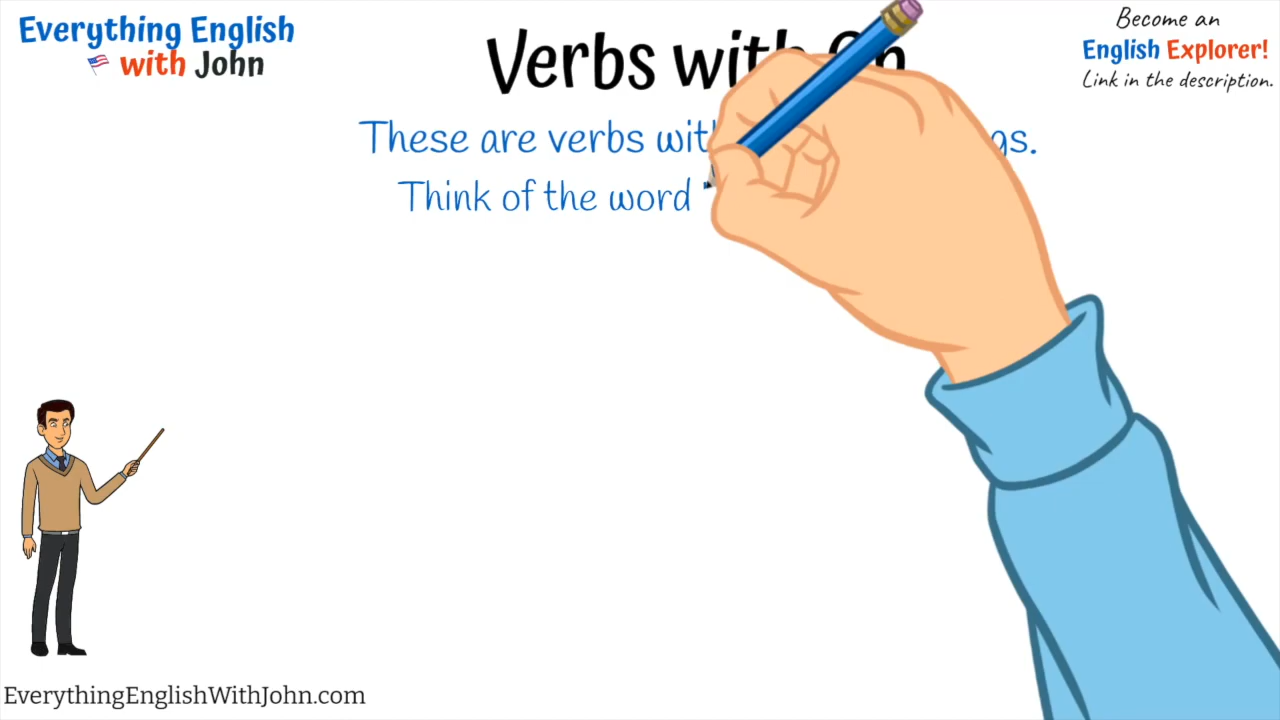 Everything English
with John
Verbs with
These are verbs with
Think of the word
Become an
English Explorer!
Link in the description.
EverythingEnglishWithJohn.com